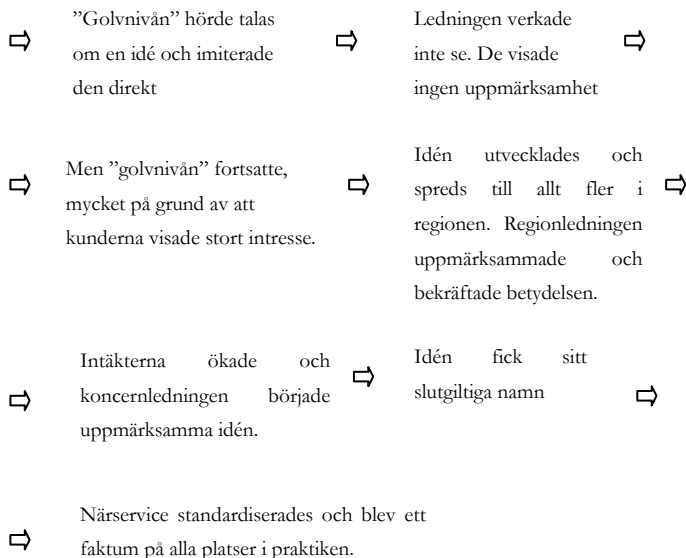 ”Golvnivån” hörde talas
om en idé och imiterade
den direkt
Ledningen verkade
inte se. De visade
ingen uppmärksamhet
Men ”golvnivån” fortsatte,
mycket på grund av att
kunderna visade stort intresse.
Idén utvecklades och
spreds till allt fler i
regionen. Regionledningen
uppmärksammade och
bekräftade betydelsen.
Intäkterna ökade och
koncernledningen började
uppmärksamma idén.
Idén fick sitt
slutgiltiga namn
Närservice standardiserades och blev ett
faktum på alla platser i praktiken.